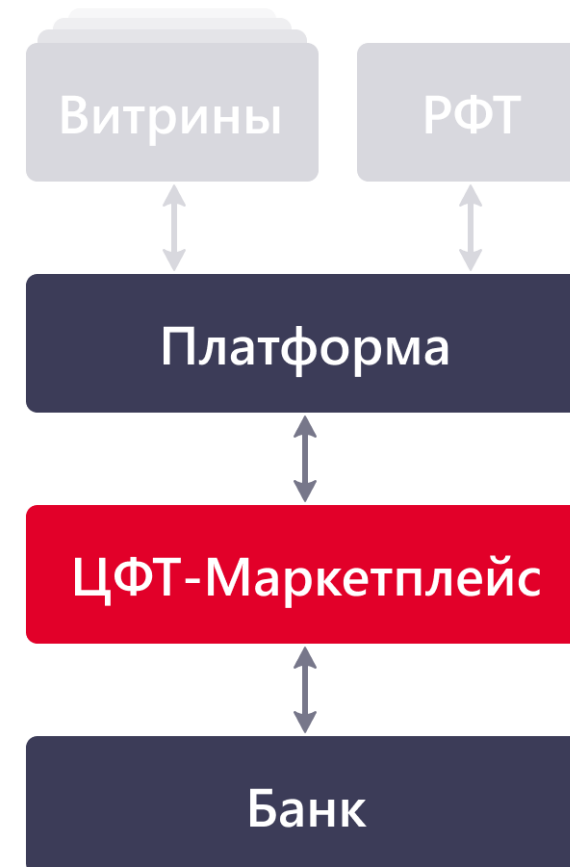 Витрины
РФТ
Платформа
ЦФТ-Маркетплейс
Банк